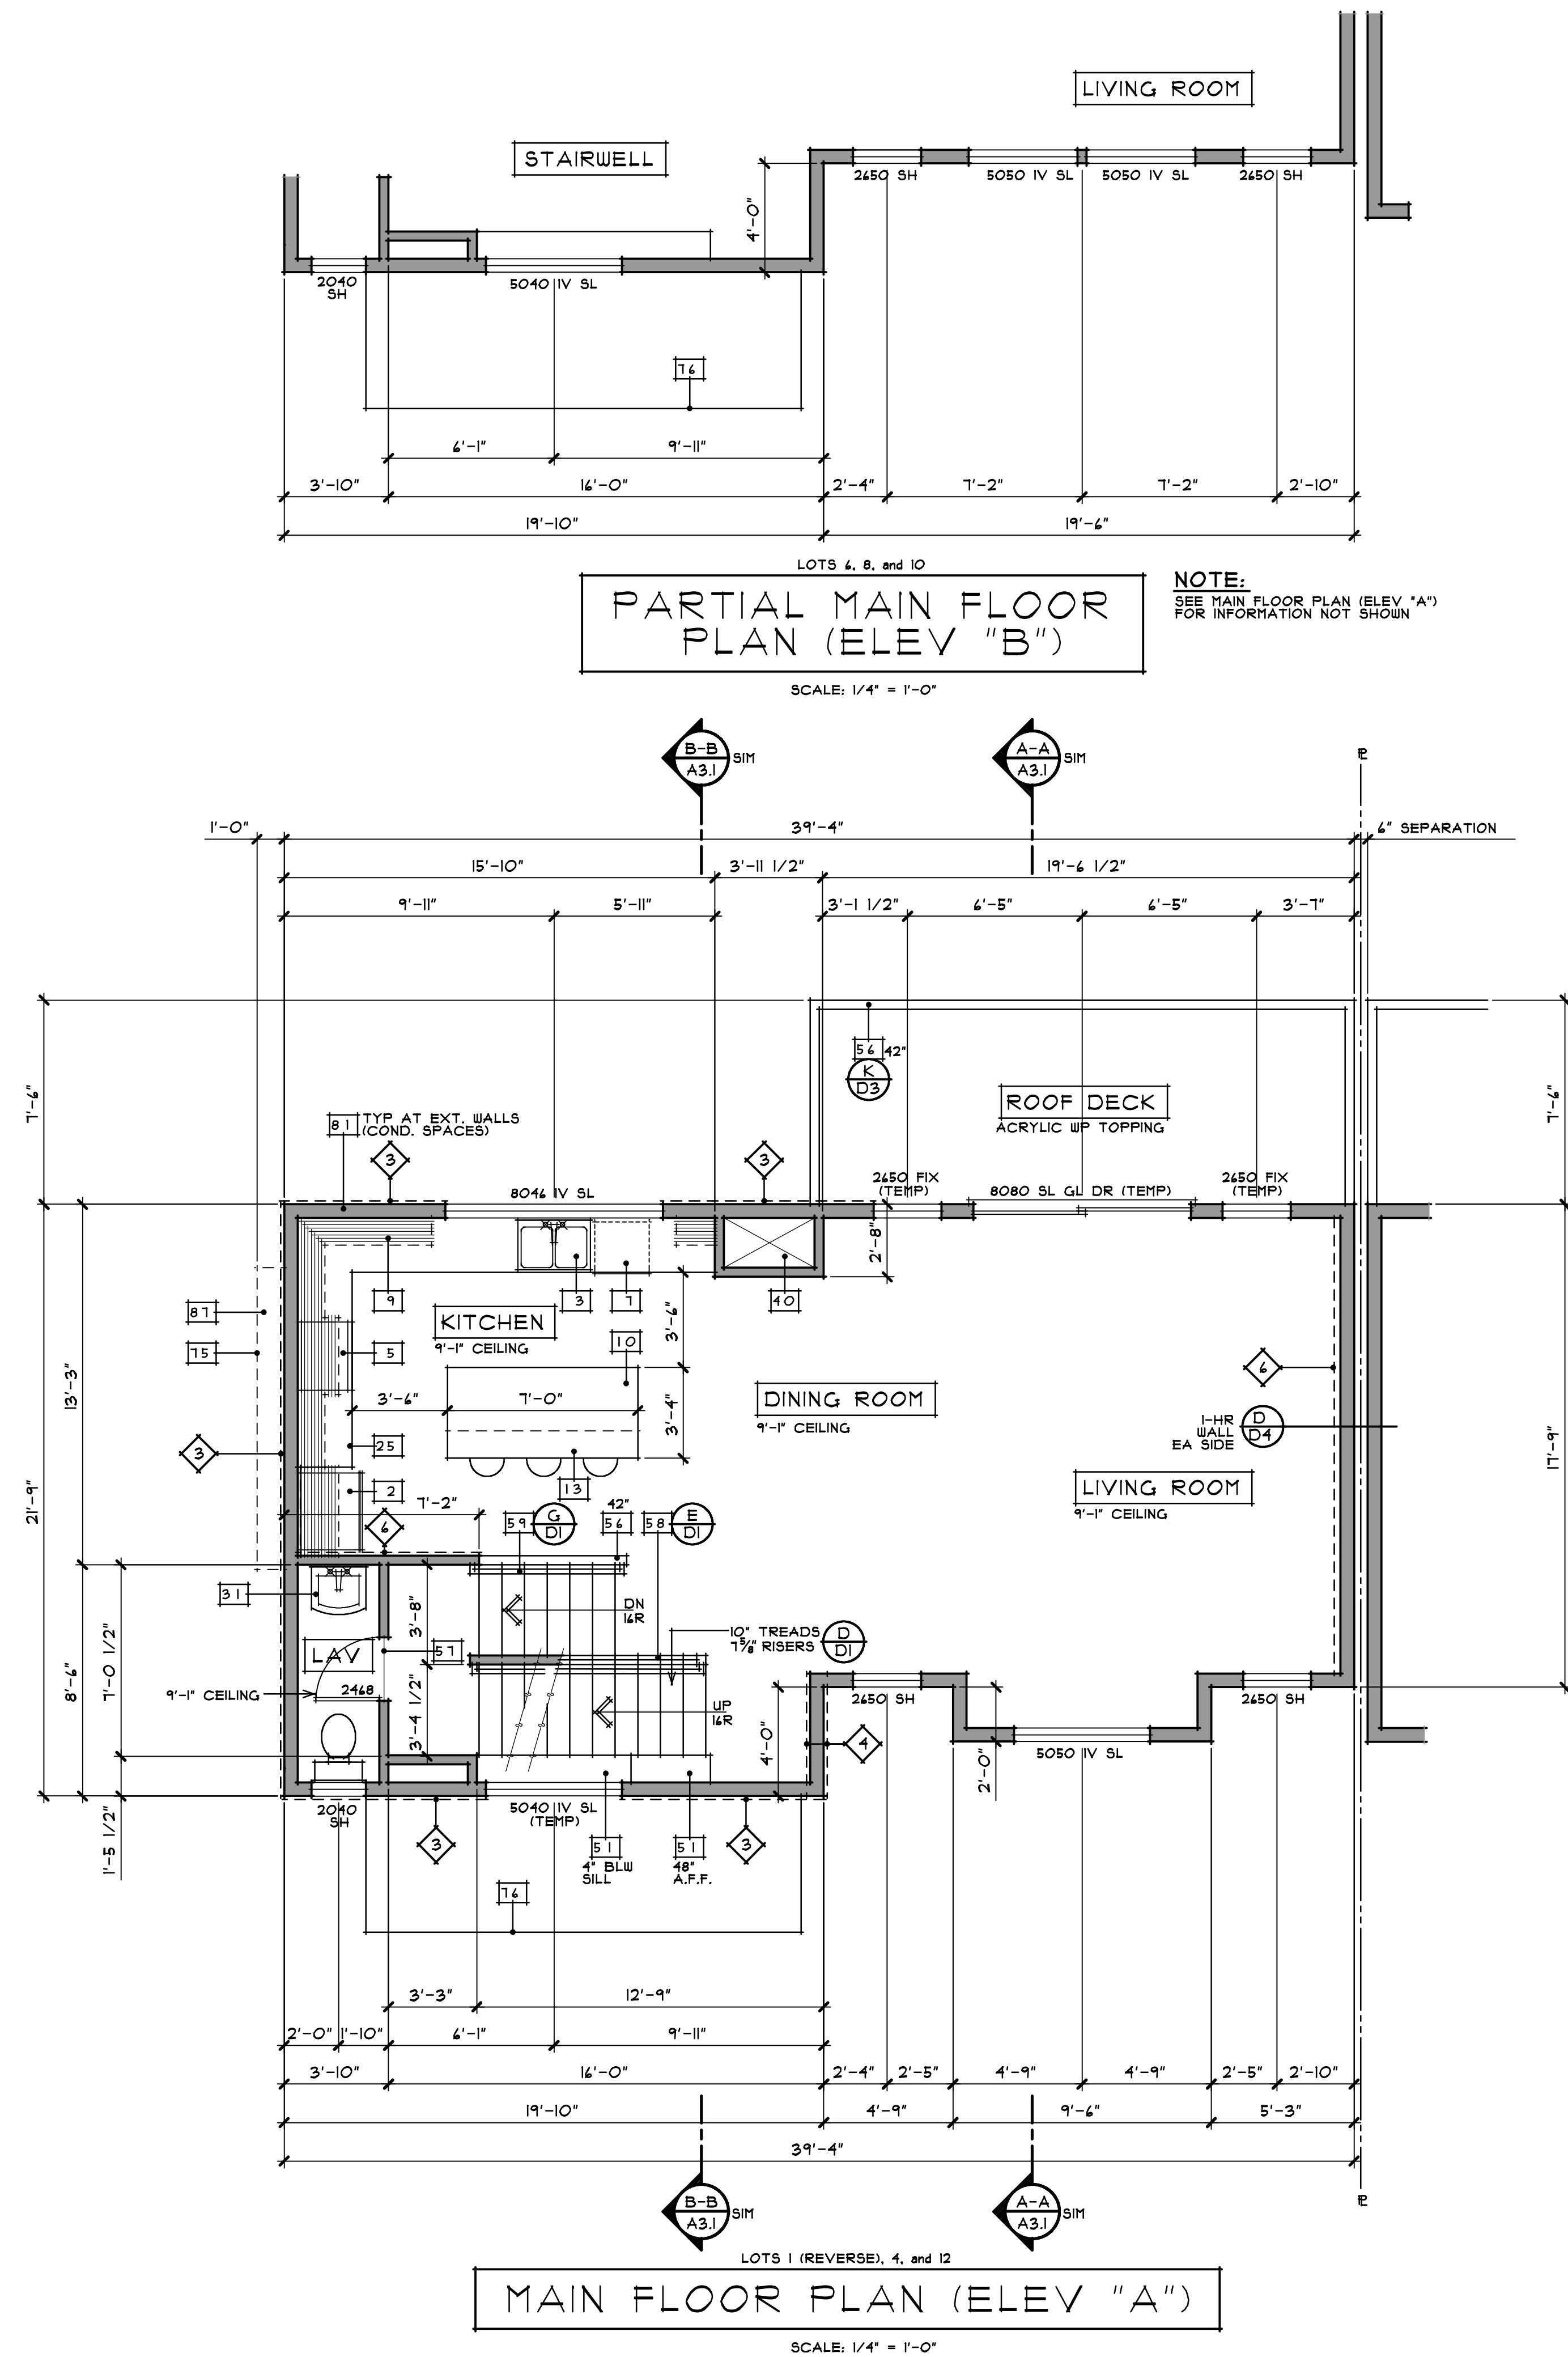 LIVING ROOM
STAIRWELL
2650 SH
5050 IV SL
5050 IV SL
2650 SH
4'-0"
2040
SH
5040 IV SL
76
6'-1"
9'-11"
3'-10"
16'-0"
2'-4"
7'-2"
7'-2"
2'-10"
19'-10"
19'-6"
LOTS 6, 8, and 10
PARTIAL MAIN FLOOR
PLAN (ELEV "B")
SCALE: 1/4" = 1'-0"
NOTE:
SEE MAIN FLOOR PLAN (ELEV "A")
FOR INFORMATION NOT SHOWN
B-B
A3.1
SIM
A-A
A3.1
SIM
PL
1'-0"
39'-4"
6" SEPARATION
15'-10"
3'-11 1/2"
19'-6 1/2"
9'-11"
5'-11"
3'-1 1/2"
6'-5"
6'-5"
3'-7"
7'-6"
56
42"
K
D3
ROOF DECK
ACRYLIC WP TOPPING
7'-6"
81
TYP AT EXT. WALLS
(COND. SPACES)
3
3
8046 IV SL
2650 FIX
(TEMP)
8080 SL GL DR (TEMP)
2650 FIX
(TEMP)
2'-8"
9
3
7
40
87
KITCHEN
9'-1" CEILING
10
3'-6"
75
5
3'-6"
7'-0"
3'-4"
DINING ROOM
9'-1" CEILING
6
1-HR
WALL
EA SIDE
D
D4
13'-3"
3
25
2
13
LIVING ROOM
9'-1" CEILING
21'-9"
17'-9"
7'-2"
6
59
G
D1
42"
56
58
E
D1
31
3'-8"
DN
16R
10" TREADS
7 5/8" RISERS
D
D1
LAV
57
9'-1" CEILING
2468
3'-4 1/2"
UP
16R
8'-6"
7'-0 1/2"
4'-0"
4
2650 SH
2'-0"
5050 IV SL
2650 SH
1'-5 1/2"
2040
SH
3
5040 IV SL
(TEMP)
51
4" BLW
SILL
51
48"
A.F.F.
3
76
3'-3"
12'-9"
2'-0"
1'-10"
6'-1"
9'-11"
3'-10"
16'-0"
2'-4"
2'-5"
4'-9"
4'-9"
2'-5"
2'-10"
19'-10"
4'-9"
9'-6"
5'-3"
39'-4"
B-B
A3.1
SIM
A-A
A3.1
SIM
PL
LOTS 1 (REVERSE), 4, and 12
MAIN FLOOR PLAN (ELEV "A")
SCALE: 1/4" = 1'-0"